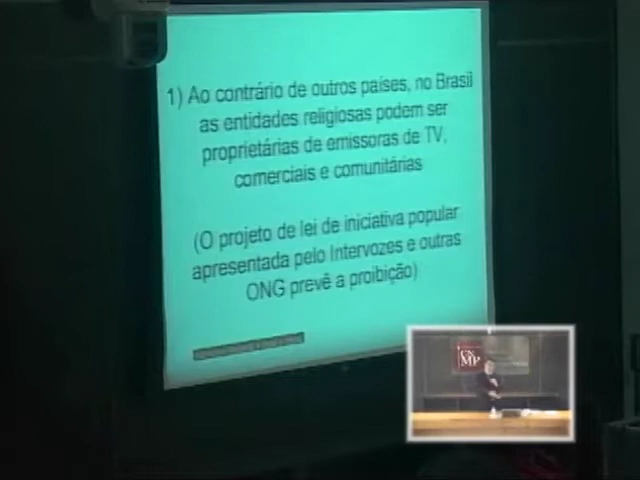 1) Ao contrário de outros países, no Brasil
as entidades religiosas podem ser
proprietárias de emissoras de TV,
comerciais e comunitárias
(O projeto de lei de iniciativa popular
apresentada pelo Intervozes e outras
ONG prevê a proibição)